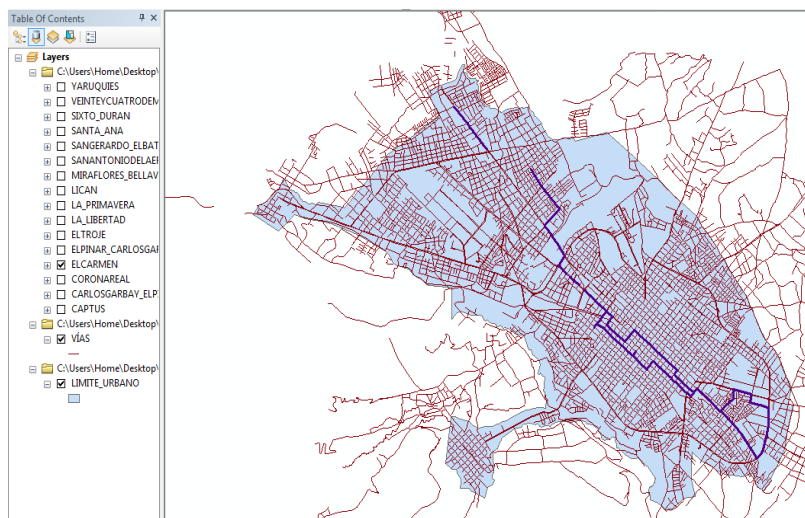 Table Of Contents
Layers
C:\Users\Home\Desktop\
YARUQUIES
VEINTEYCUATRODEM
SIXTO_DURAN
SANTA_ANA
SANGERARDO_ELBAT
SANANTONIODELAEF
MIRAFLORES_BELLAV
LICAN
LA_PRIMAVERA
LA_LIBERTAD
ELTROJE
ELPINAR_CARLOSGAF
ELCARMEN
CORONAREAL
CARLOSGARBAY_ELP
CAPTUS
C:\Users\Home\Desktop\
VÍAS
C:\Users\Home\Desktop\
LIMITE_URBANO